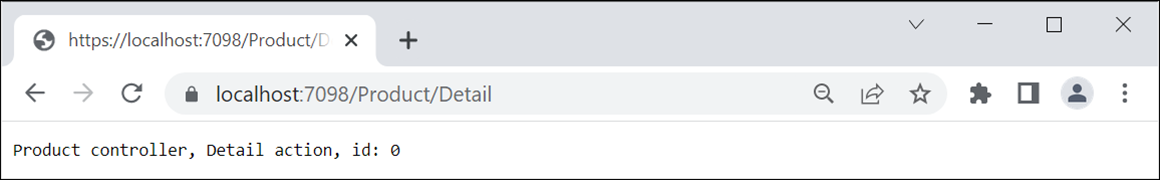 https://localhost:7098/Product/D
localhost:7098/Product/Detail
Product controller, Detail action, id: 0